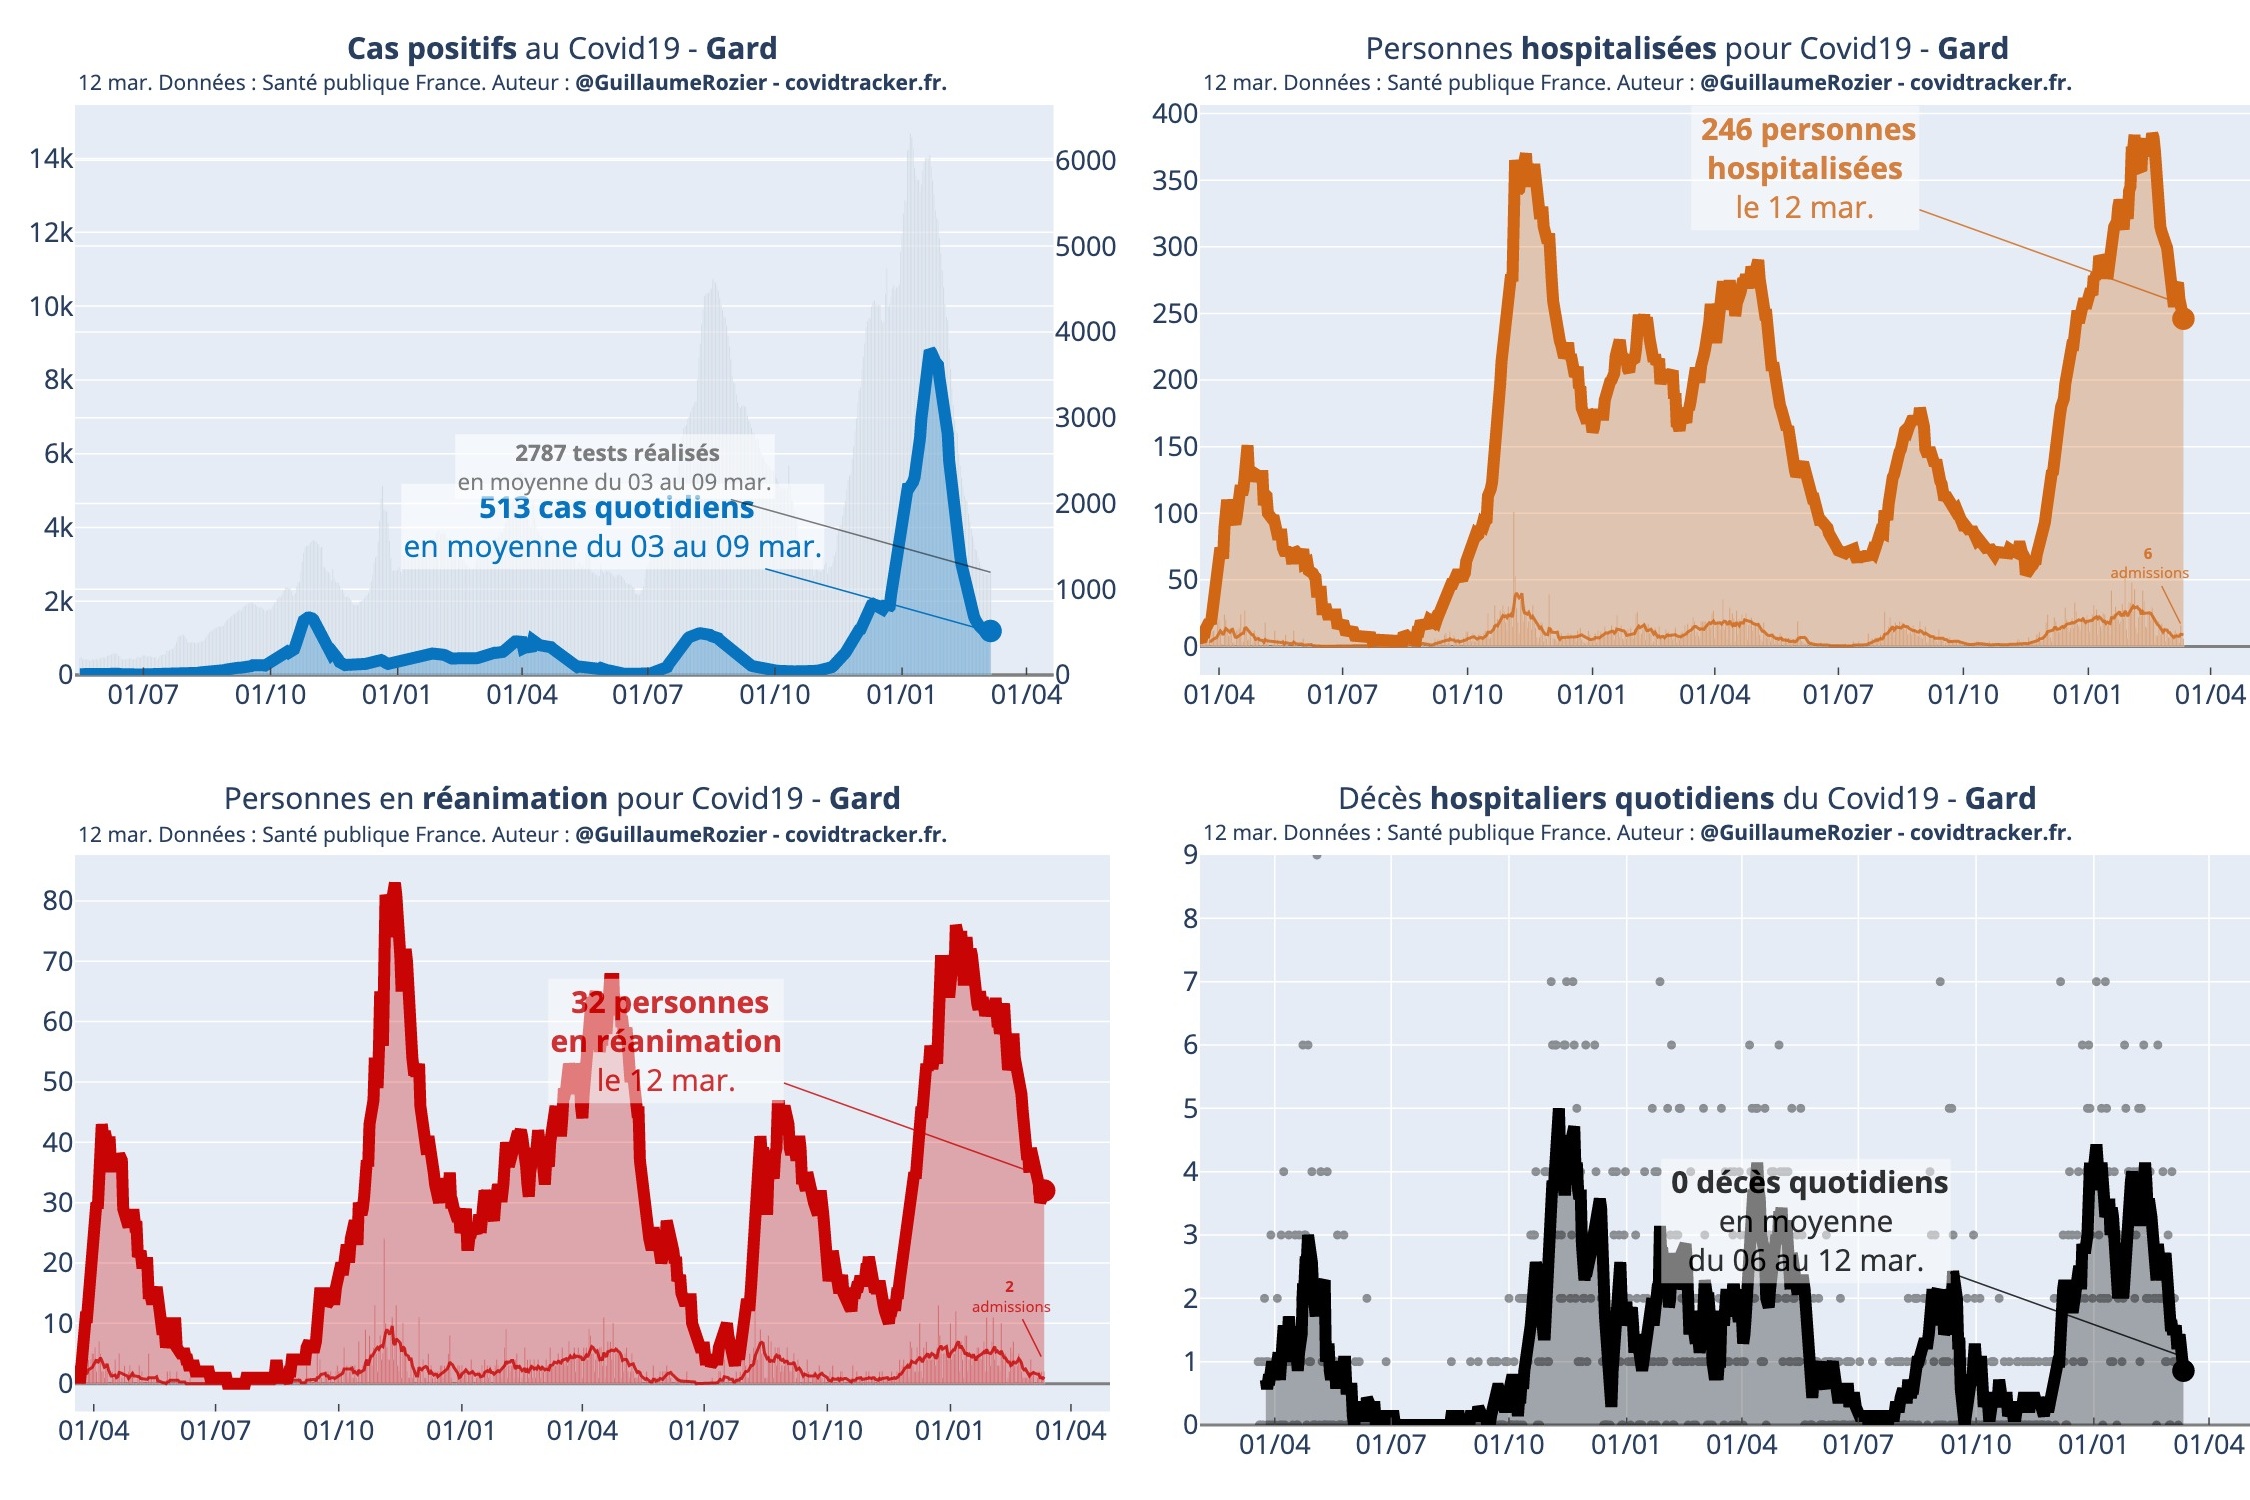 Cas positifs au Covid19 - Gard
12 mar. Données : Santé publique France. Auteur : @GuillaumeRozier - covidtracker.fr.
14k
12k
10k
8k
6k
4k
2k
0
6000
5000
4000
3000
2000
1000
0
2787 tests réalisés
en moyenne du 03 au 09 mar.
513 cas quotidiens
en moyenne du 03 au 09 mar.
01/07 01/10 01/01 01/04 01/07 01/10 01/01 01/04
Personnes hospitalisées pour Covid19 - Gard
12 mar. Données : Santé publique France. Auteur : @GuillaumeRozier - covidtracker.fr.
400
350
300
250
200
150
100
50
0
246 personnes
hospitalisées
le 12 mar.
6
admissions
01/04 01/07 01/10 01/01 01/04 01/07 01/10 01/01 01/04
Personnes en réanimation pour Covid19 - Gard
12 mar. Données : Santé publique France. Auteur : @GuillaumeRozier - covidtracker.fr.
80
70
60
50
40
30
20
10
0
32 personnes
en réanimation
le 12 mar.
2
admissions
01/04 01/07 01/10 01/01 01/04 01/07 01/10 01/01 01/04
Décès hospitaliers quotidiens du Covid19 - Gard
12 mar. Données : Santé publique France. Auteur : @GuillaumeRozier - covidtracker.fr.
9
8
7
6
5
4
3
2
1
0
0 décès quotidiens
en moyenne
du 06 au 12 mar.
01/04 01/07 01/10 01/01 01/04 01/07 01/10 01/01 01/04